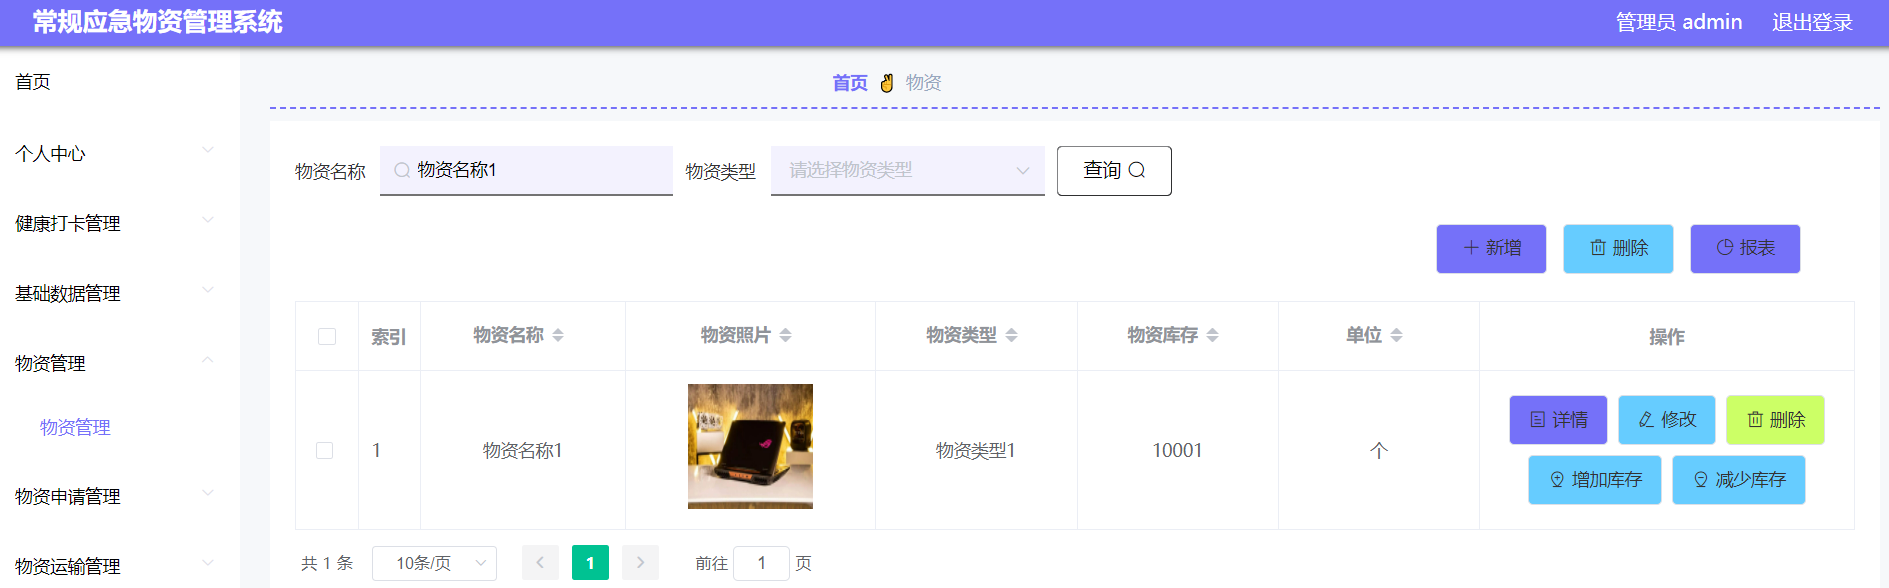 常规应急物资管理系统
管理员 admin 退出登录
首页
个人中心
健康打卡管理
基础数据管理
物资管理
物资管理
物资申请管理
物资运输管理
首页 物资
物资名称 物资名称1 物资类型 请选择物资类型 查询
新增 删除 报表
索引 物资名称 物资照片 物资类型 物资库存 单位 操作
1 物资名称1 物资类型1 10001 个
详情 修改 删除
增加库存 减少库存
共 1 条 10条/页 1 前往 1 页